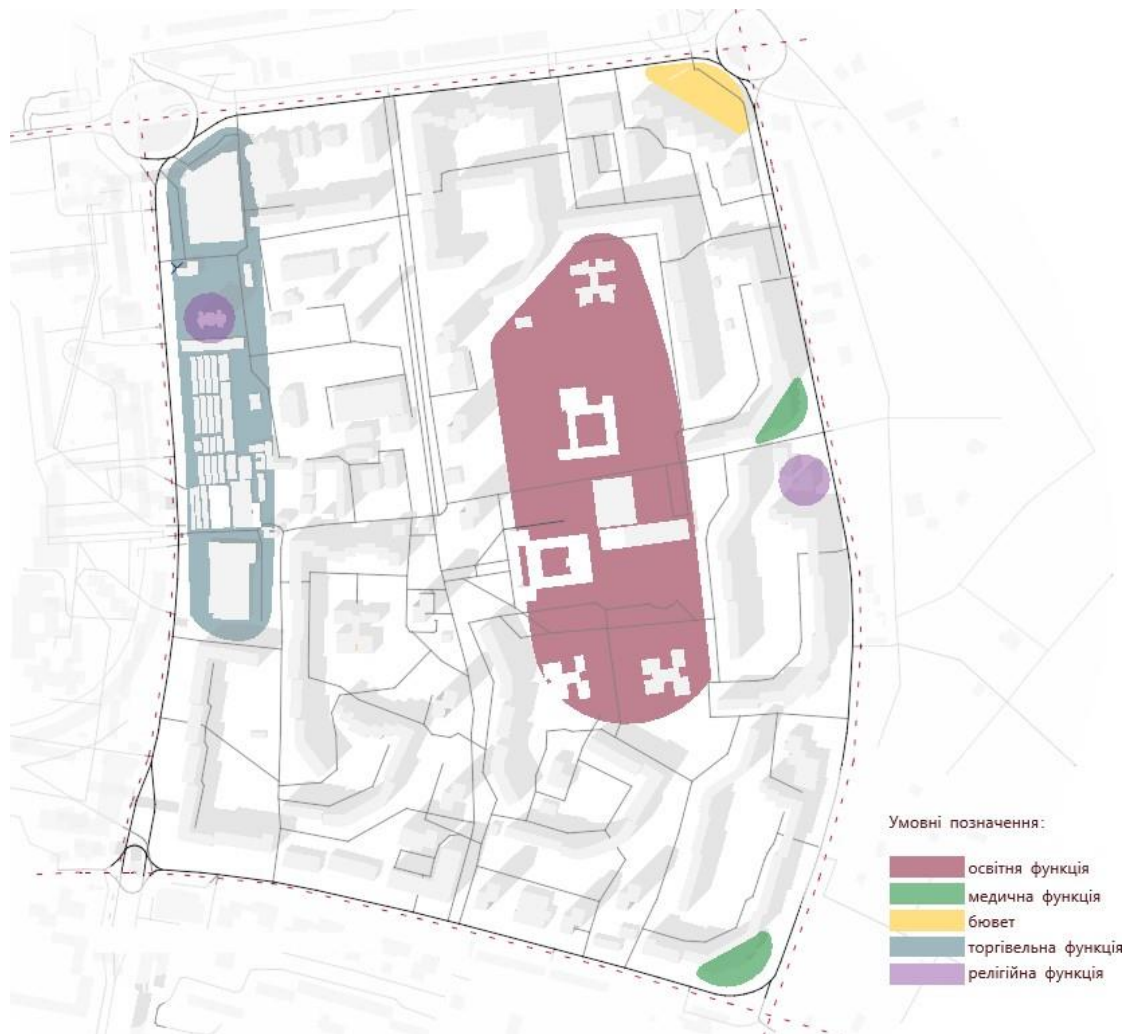 Умовні позначення:
освітня функція
медична функція
бювет
торгівельна функція
релігійна функція